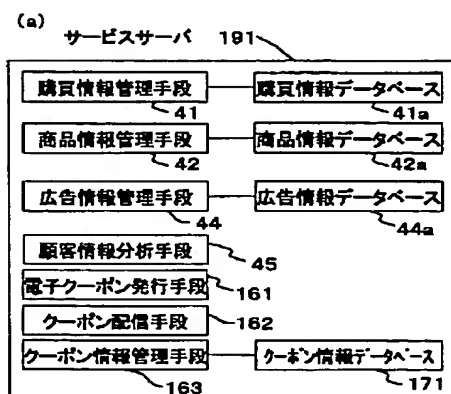 (a)
サービスサーバ 191
購買情報管理手段 購買情報データベース
41 41a
商品情報管理手段 商品情報データベース
42 42a
広告情報管理手段 広告情報データベース
44 44a
顧客情報分析手段
45
電子クーポン発行手段 161
クーポン配信手段 162
クーポン情報管理手段 クーポン情報データベース
163 171